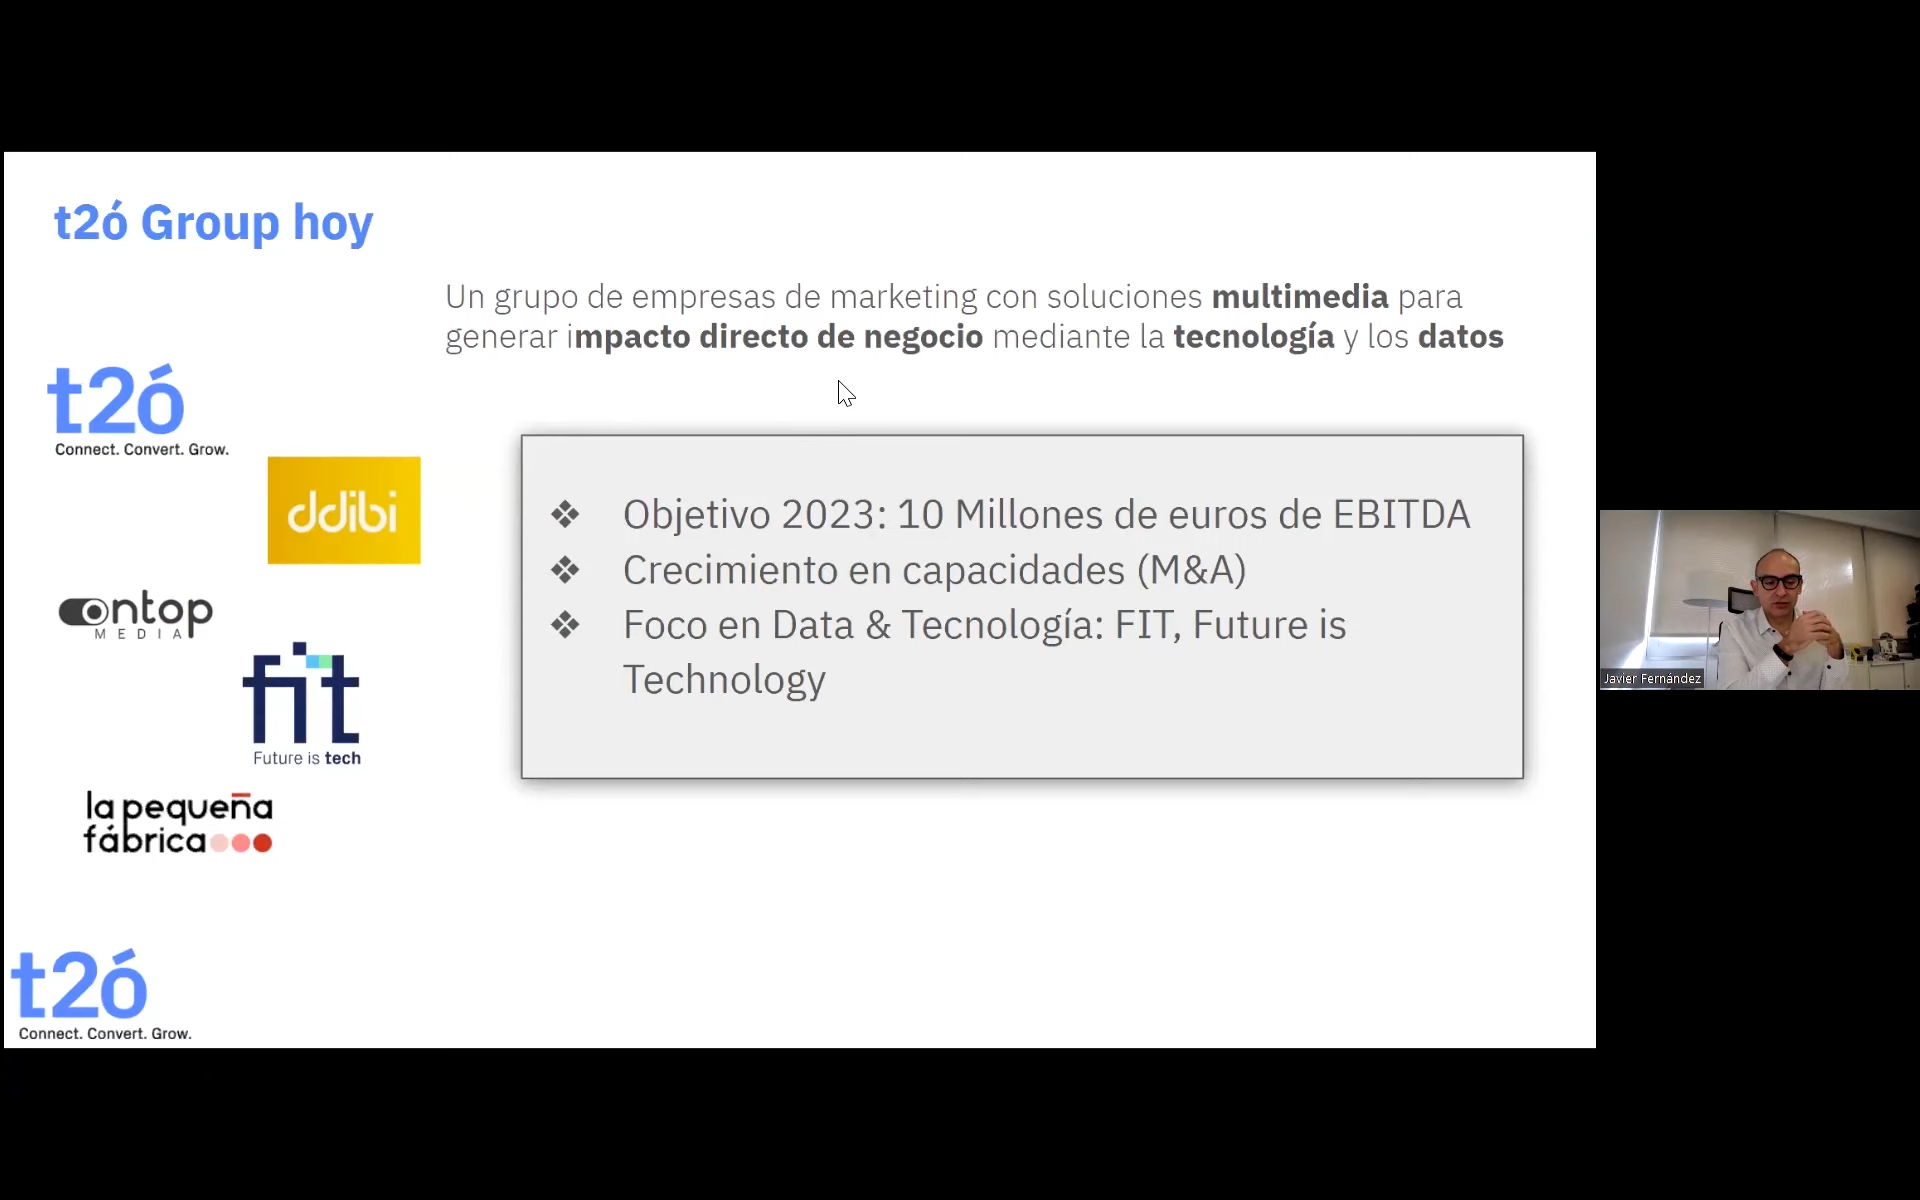 t2ó Group hoy
Un grupo de empresas de marketing con soluciones multimedia para
generar impacto directo de negocio mediante la tecnología y los datos
t2ó
Connect. Convert. Grow.
ddibi
ontop
MEDIA
fit
Future is tech
la pequeña
fábrica
❖ Objetivo 2023: 10 Millones de euros de EBITDA
❖ Crecimiento en capacidades (M&A)
❖ Foco en Data & Tecnología: FIT, Future is
Technology
Javier Fernández
t2ó
Connect. Convert. Grow.